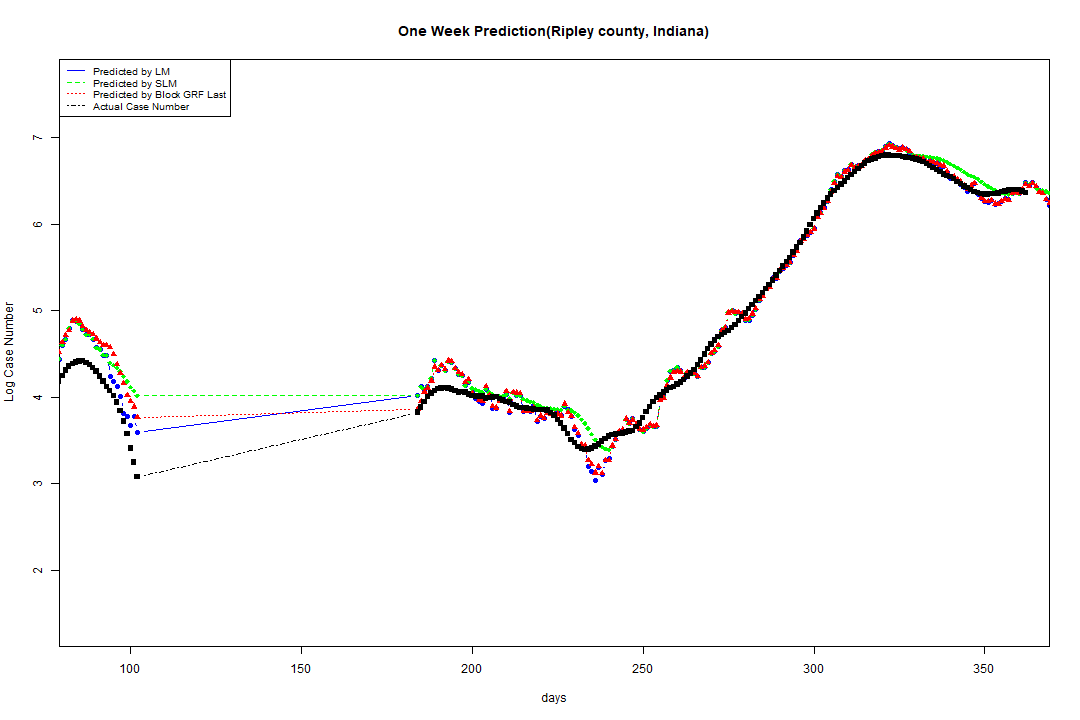 One Week Prediction(Ripley county, Indiana)
Predicted by LM
Predicted by SLM
Predicted by Block GRF Last
Actual Case Number
Log Case Number
7
6
5
4
3
2
100 150 200 250 300 350
days